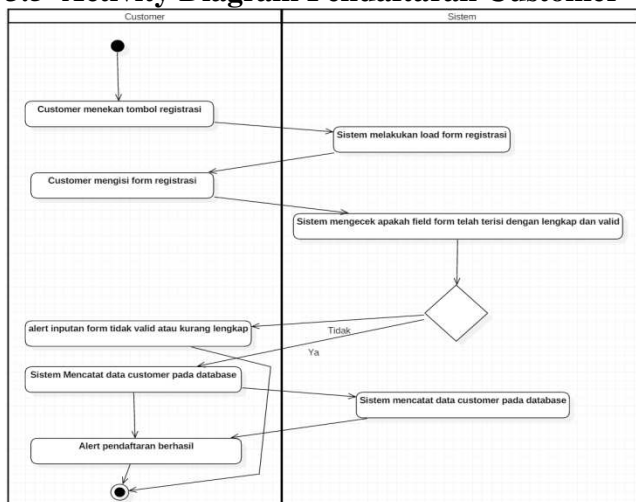 3.3 Activity Diagram Pendaftaran Customer
Customer
Sistem
Customer menekan tombol registrasi
Sistem melakukan load form registrasi
Customer mengisi form registrasi
Sistem mengecek apakah field form telah terisi dengan lengkap dan valid
alert inputan form tidak valid atau kurang lengkap
Tidak
Ya
Sistem Mencatat data customer pada database
Sistem mencatat data customer pada database
Alert pendaftaran berhasil